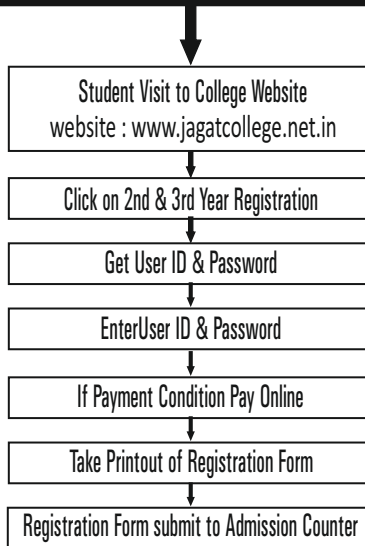 Student Visit to College Website
website : www.jagatcollege.net.in
Click on 2nd & 3rd Year Registration
Get User ID & Password
EnterUser ID & Password
If Payment Condition Pay Online
Take Printout of Registration Form
Registration Form submit to Admission Counter